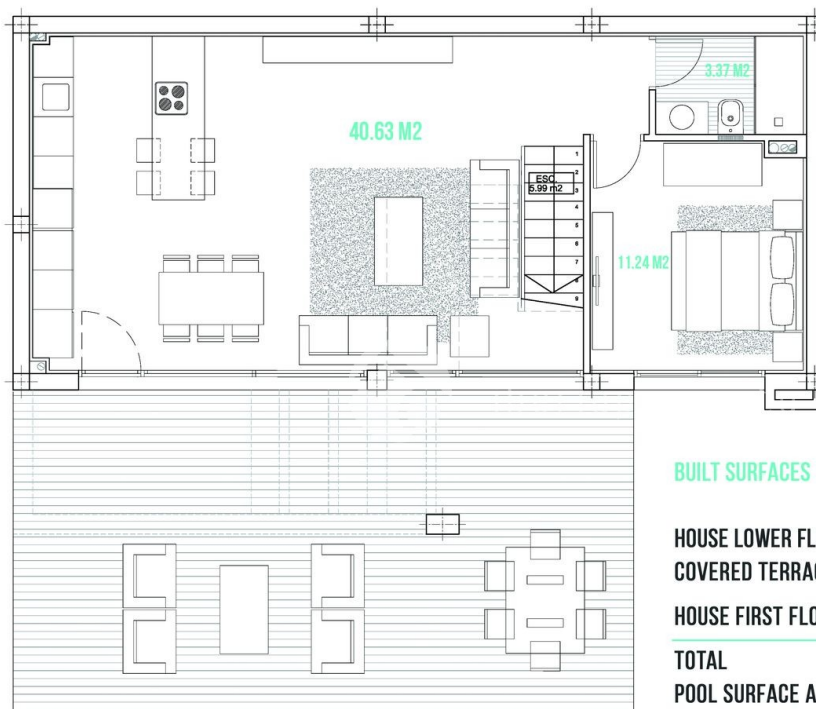 3.37 M2
40.63 M2
ESC.
5.99 m2
1
2
3
4
5
6
7
8
9
11.24 M2
BUILT SURFACES
HOUSE LOWER FL
COVERED TERRA
HOUSE FIRST FLO
TOTAL
POOL SURFACE A